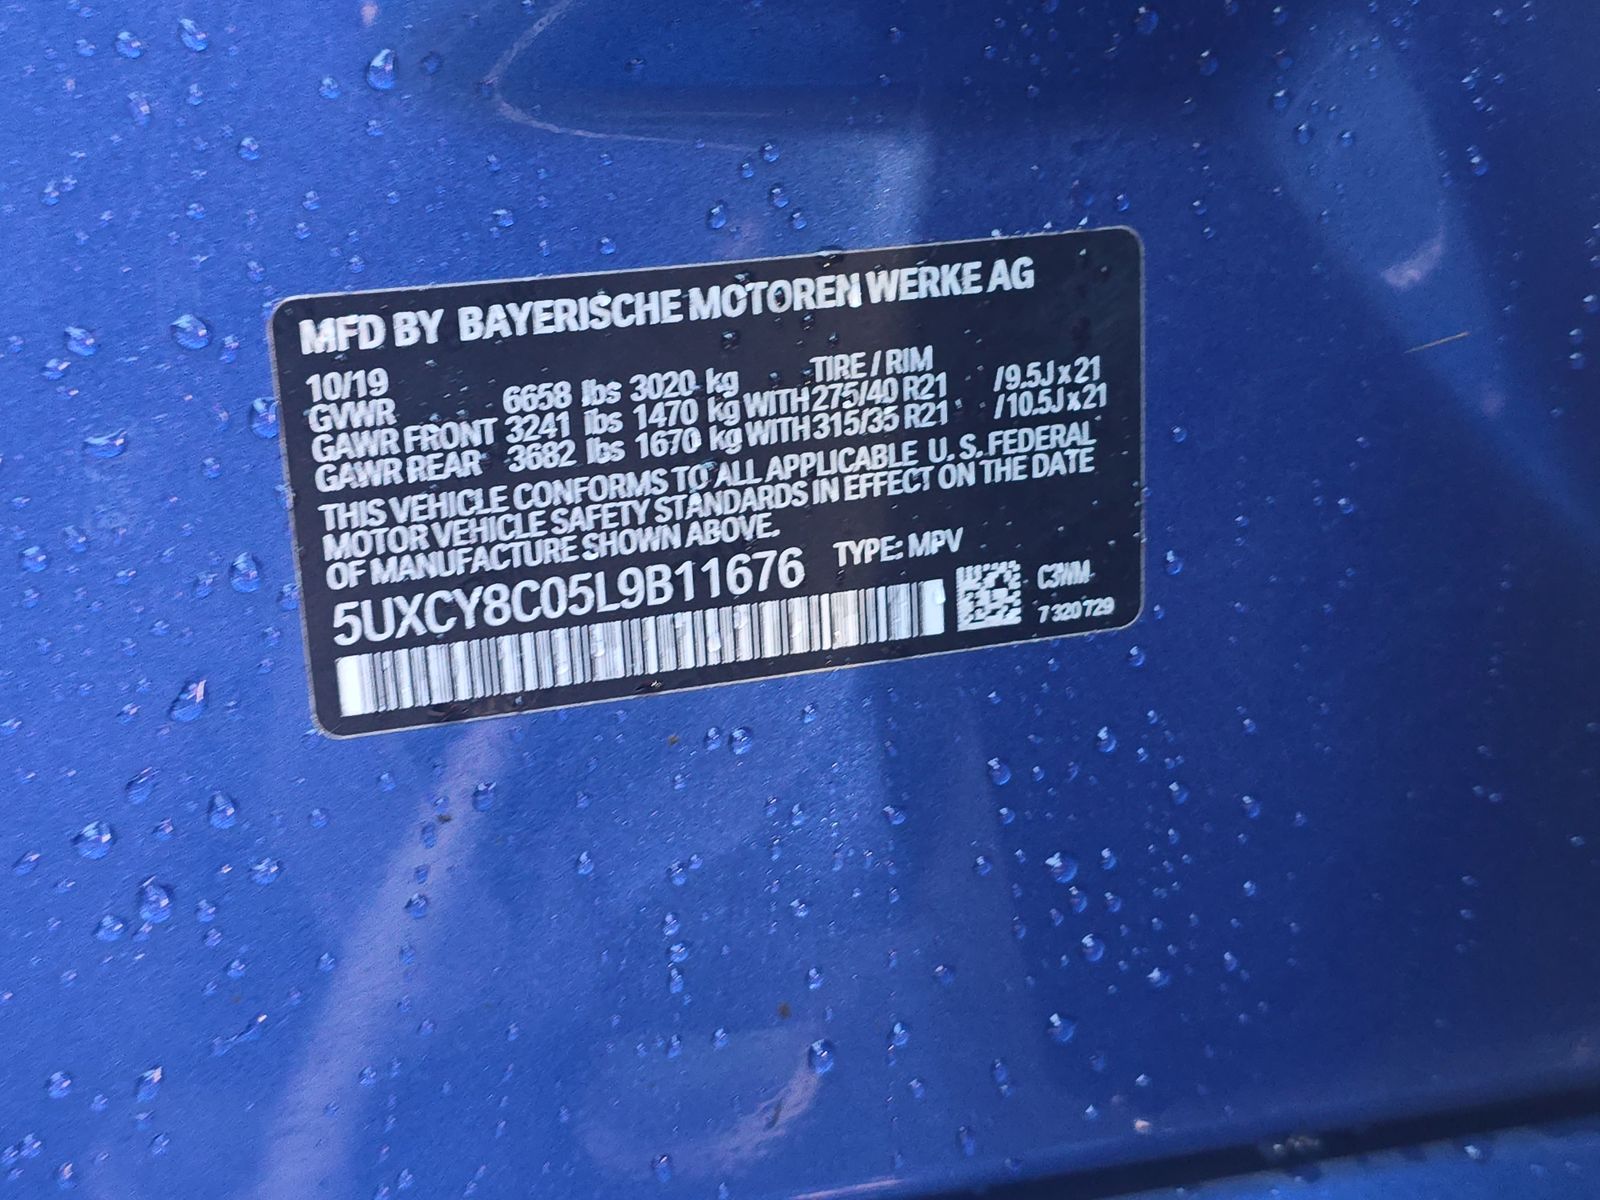 MFD BY BAYERISCHE MOTOREN WERKE AG
10/19 TIRE / RIM
GVWR 6658 lbs 3020 kg
GAWR FRONT 3241 lbs 1470 kg WITH 275/40 R21 /9.5J x 21
GAWR REAR 3682 lbs 1670 kg WITH 315/35 R21 /10.5J x 21
THIS VEHICLE CONFORMS TO ALL APPLICABLE U.S. FEDERAL
MOTOR VEHICLE SAFETY STANDARDS IN EFFECT ON THE DATE
OF MANUFACTURE SHOWN ABOVE.
5UXCY8C05L9B11676 TYPE: MPV
C3WM
7 320 729